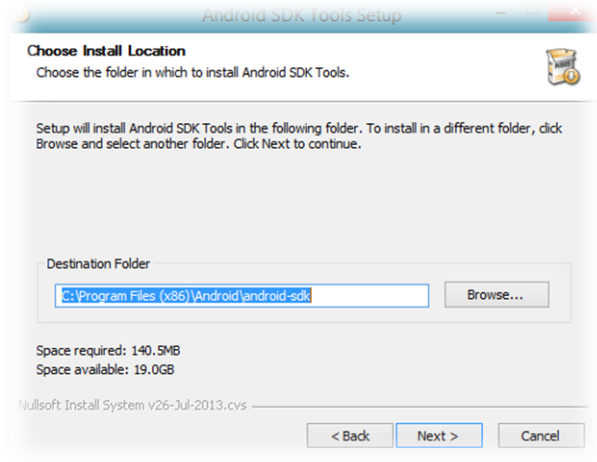 Android SDK Tools Setup
Choose Install Location
Choose the folder in which to install Android SDK Tools.
NSIS
Setup will install Android SDK Tools in the following folder. To install in a different folder, click
Browse and select another folder. Click Next to continue.
Destination Folder
C:\Program Files (x86)\Android\android-sdk
Browse...
Space required: 140.5MB
Space available: 19.0GB
Nullsoft Install System v26-Jul-2013.cvs
< Back
Next >
Cancel